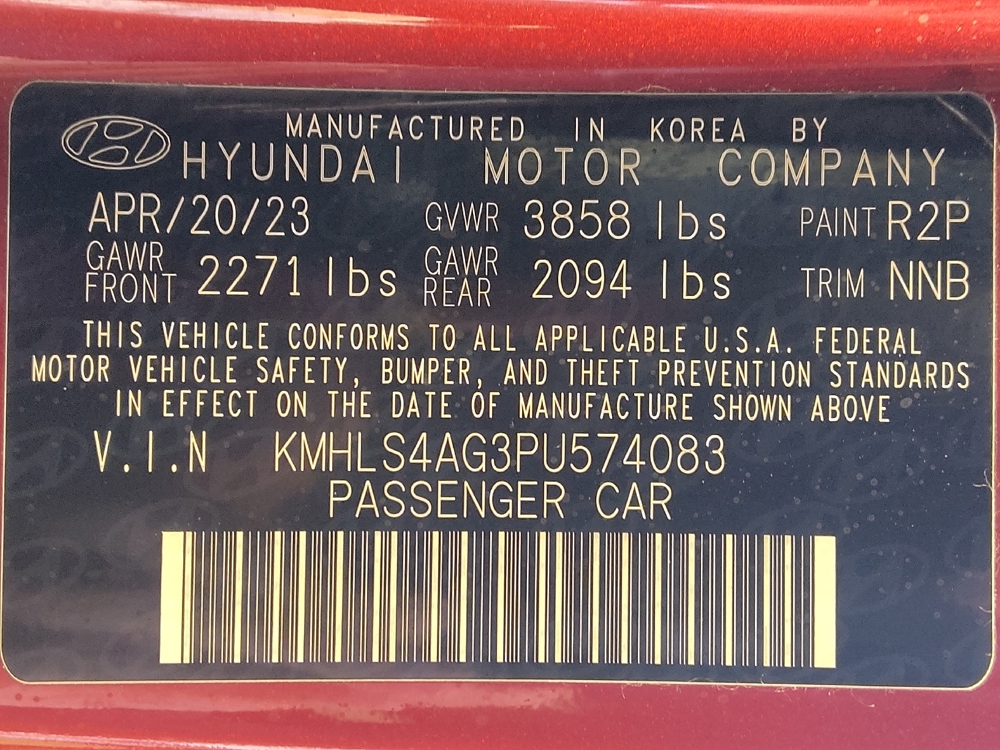 MANUFACTURED IN KOREA BY
HYUNDAI MOTOR COMPANY
APR/20/23 GVWR 3858 lbs PAINT R2P
GAWR FRONT 2271 lbs GAWR REAR 2094 lbs TRIM NNB
THIS VEHICLE CONFORMS TO ALL APPLICABLE U.S.A. FEDERAL
MOTOR VEHICLE SAFETY, BUMPER, AND THEFT PREVENTION STANDARDS
IN EFFECT ON THE DATE OF MANUFACTURE SHOWN ABOVE
V.I.N KMHLS4AG3PU574083
PASSENGER CAR